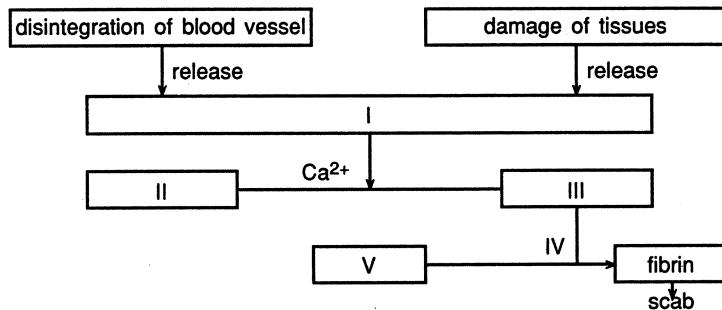 disintegration of blood vessel
damage of tissues
release
release
I
Ca2+
II
III
IV
V
fibrin
scab